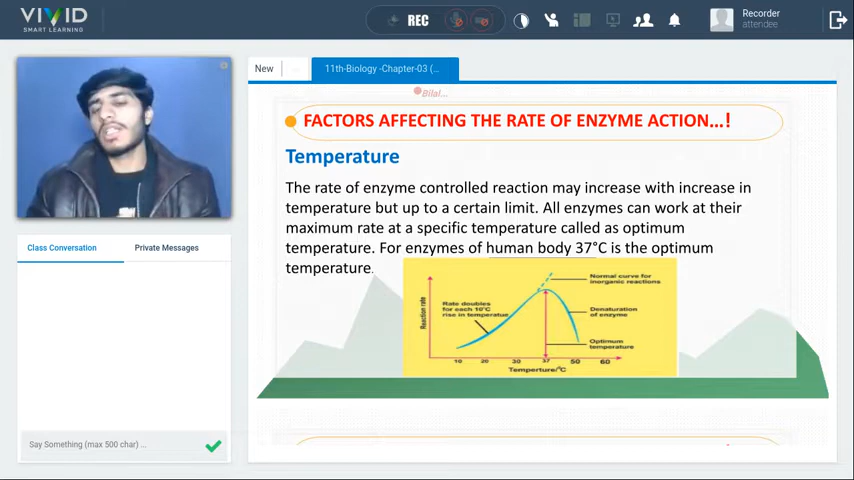 VIVID
SMART LEARNING
REC
Recorder
attendee
New
11th-Biology -Chapter-03 (...
Bilal...
FACTORS AFFECTING THE RATE OF ENZYME ACTION...!
Temperature
The rate of enzyme controlled reaction may increase with increase in
temperature but up to a certain limit. All enzymes can work at their
maximum rate at a specific temperature called as optimum
temperature. For enzymes of human body 37°C is the optimum
temperature.
Normal curve for
inorganic reactions
Rate doubles
for each 10°C
rise in temperatue
Reaction rate
Denaturation
of enzyme
Optimum
temperature
10 20 30 37 50 60
Temperture/°C
Class Conversation
Private Messages
Say Something (max 500 char) ...